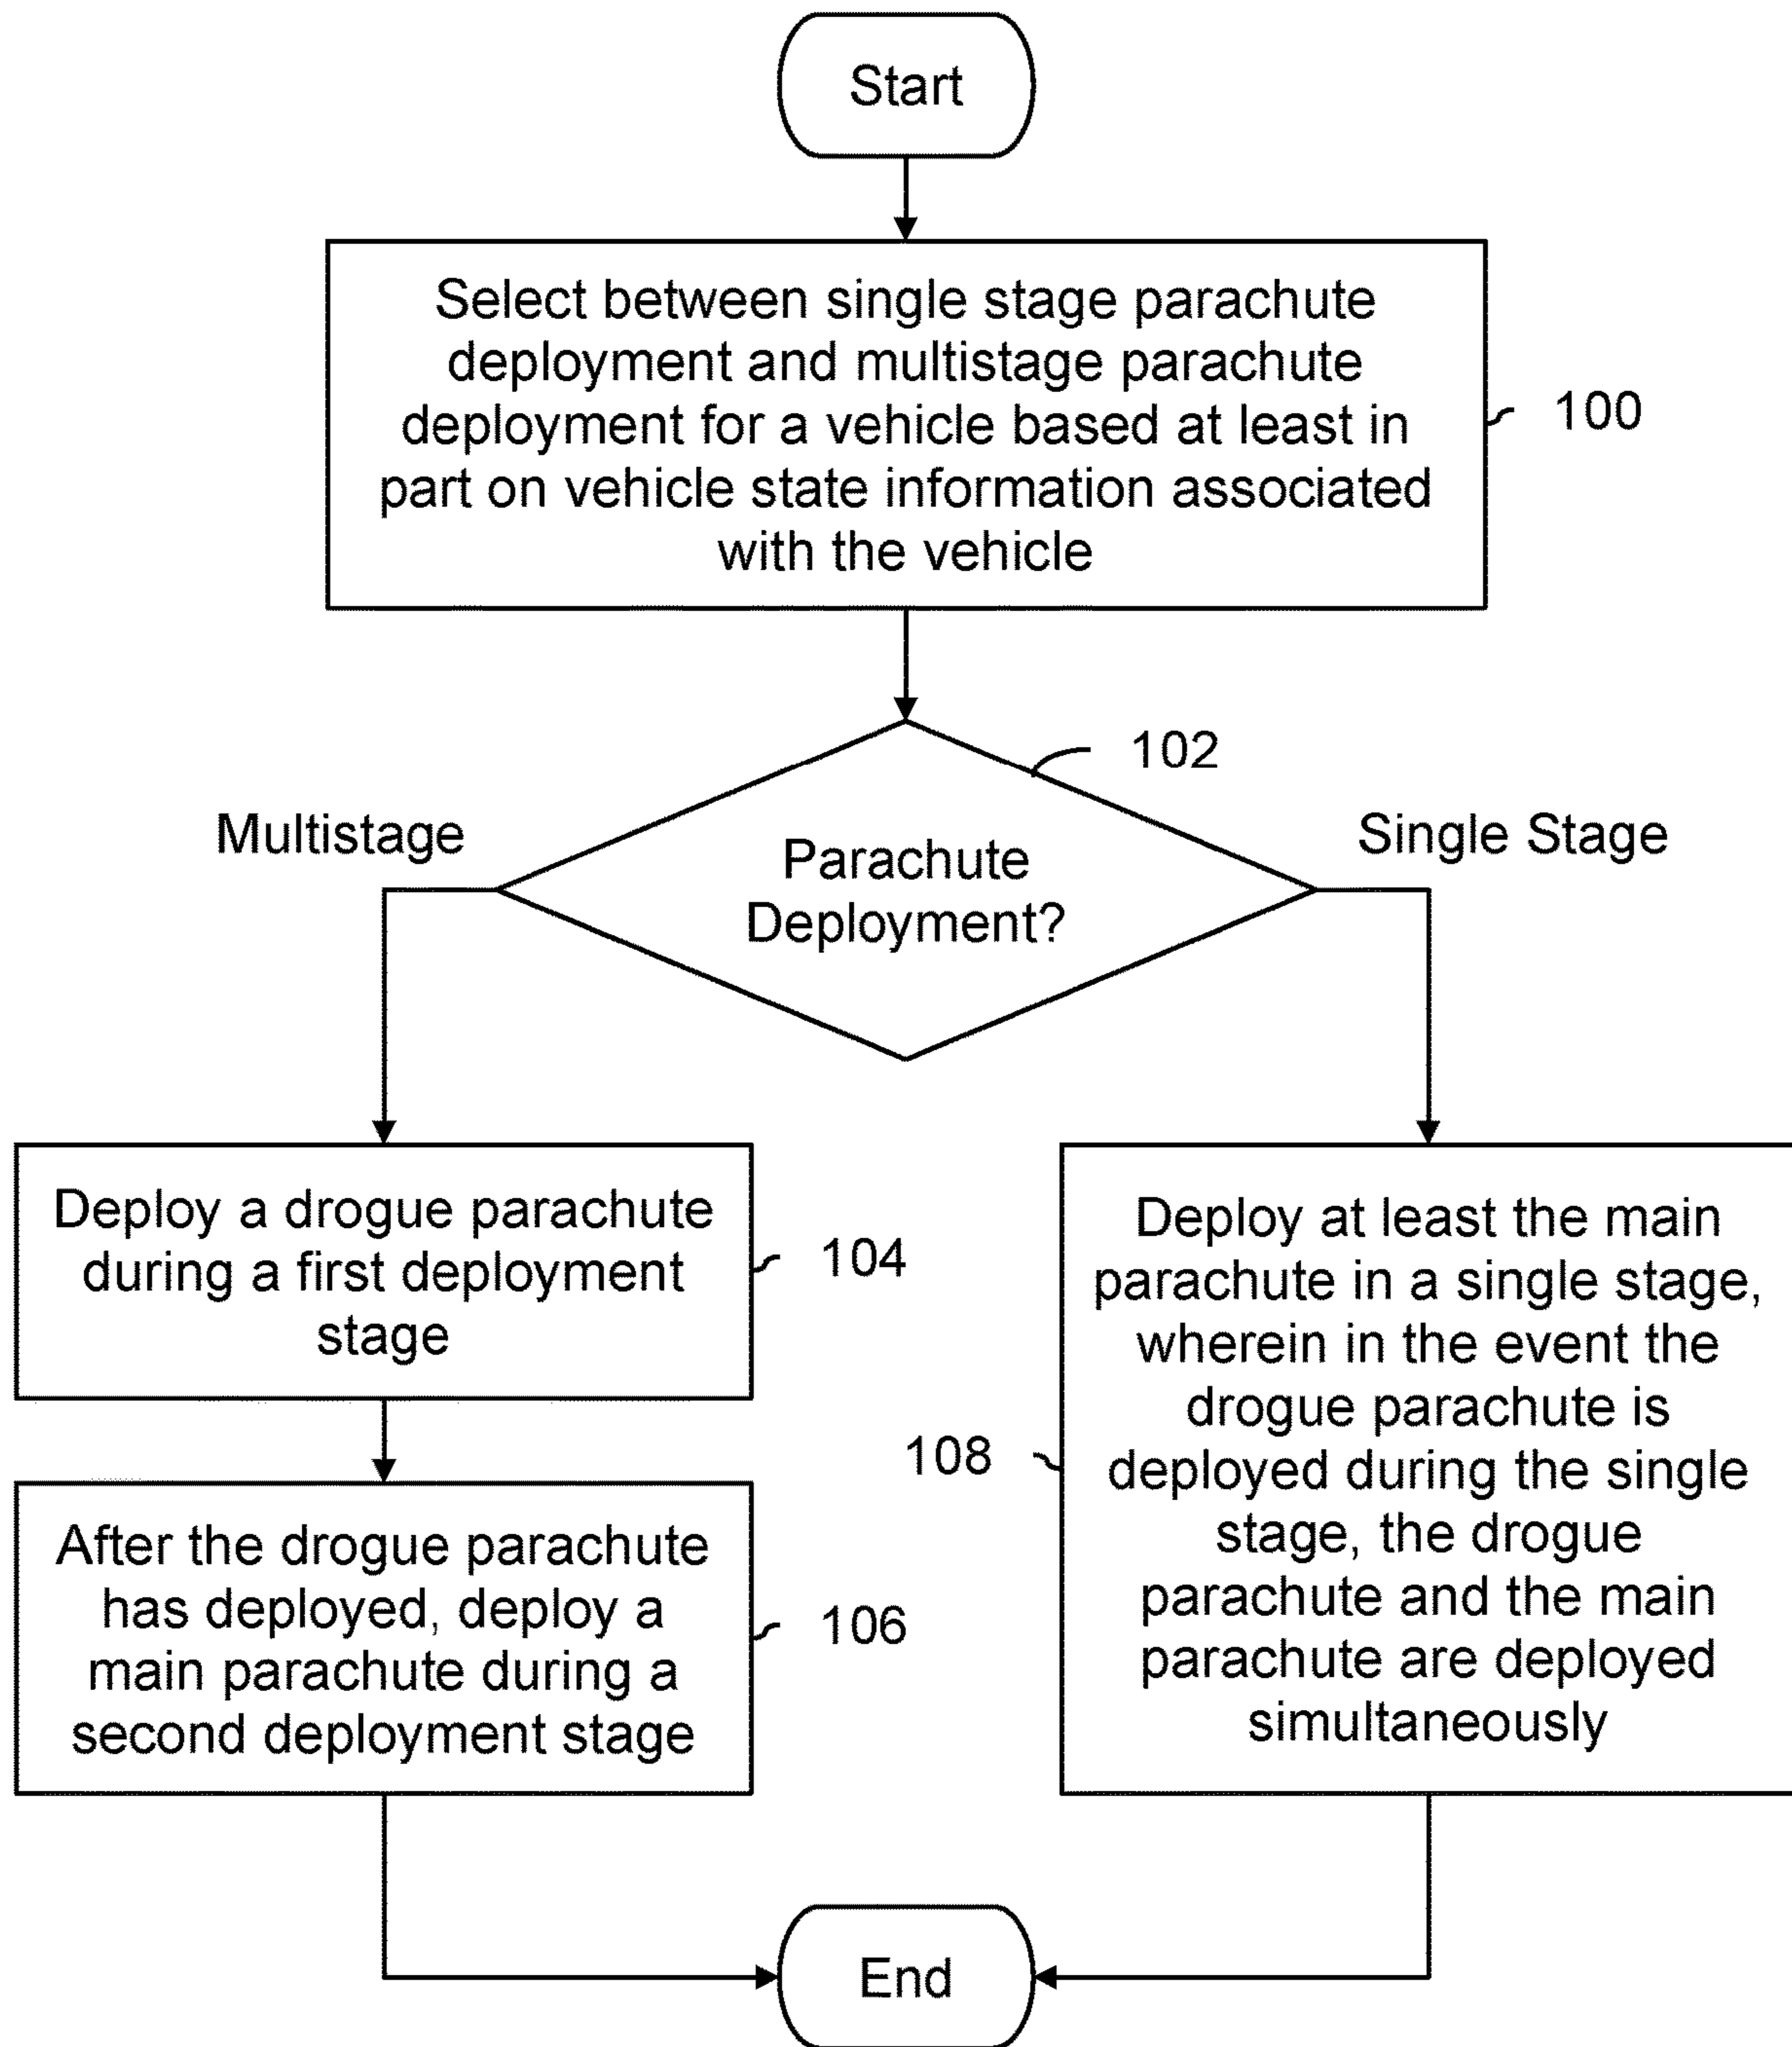 Start
Select between single stage parachute
deployment and multistage parachute
deployment for a vehicle based at least in
part on vehicle state information associated
with the vehicle
100
102
Multistage
Single Stage
Parachute
Deployment?
Deploy a drogue parachute
during a first deployment
stage
104
After the drogue parachute
has deployed, deploy a
main parachute during a
second deployment stage
106
Deploy at least the main
parachute in a single stage,
wherein in the event the
drogue parachute is
deployed during the single
stage, the drogue
parachute and the main
parachute are deployed
simultaneously
108
End